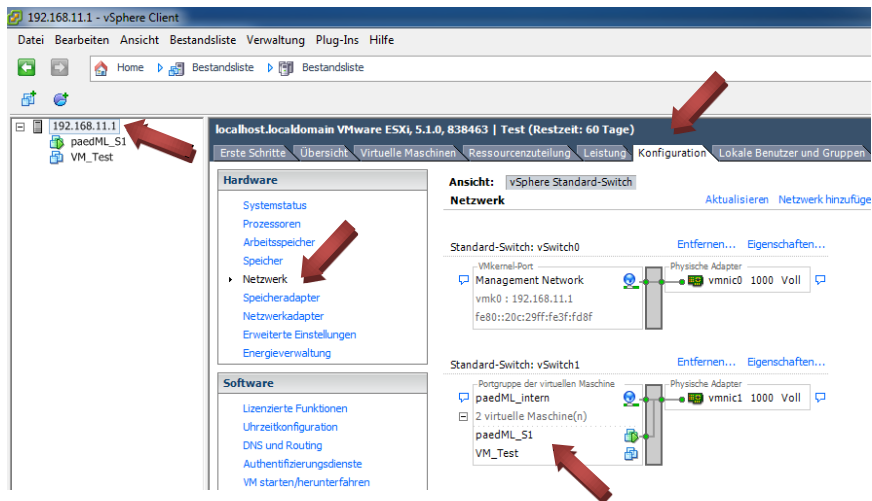 192.168.11.1 - vSphere Client
Datei Bearbeiten Ansicht Bestandsliste Verwaltung Plug-Ins Hilfe
Home Bestandsliste Bestandsliste
192.168.11.1
paedML_S1
VM_Test
localhost.localdomain VMware ESXi, 5.1.0, 838463 | Test (Restzeit: 60 Tage)
Erste Schritte Übersicht Virtuelle Maschinen Ressourcenzuteilung Leistung Konfiguration Lokale Benutzer und Gruppen
Hardware
Systemstatus
Prozessoren
Arbeitsspeicher
Speicher
Netzwerk
Speicheradapter
Netzwerkadapter
Erweiterte Einstellungen
Energieverwaltung
Software
Lizenzierte Funktionen
Uhrzeitkonfiguration
DNS und Routing
Authentifizierungsdienste
VM starten/herunterfahren
Ansicht: vSphere Standard-Switch
Netzwerk Aktualisieren Netzwerk hinzufüge
Standard-Switch: vSwitch0 Entfernen... Eigenschaften...
VMkernel-Port Physische Adapter
Management Network vmnic0 1000 Voll
vmk0 : 192.168.11.1
fe80::20c:29ff:fe3f:fd8f
Standard-Switch: vSwitch1 Entfernen... Eigenschaften...
Portgruppe der virtuellen Maschine Physische Adapter
paedML_intern vmnic1 1000 Voll
2 virtuelle Maschine(n)
paedML_S1
VM_Test